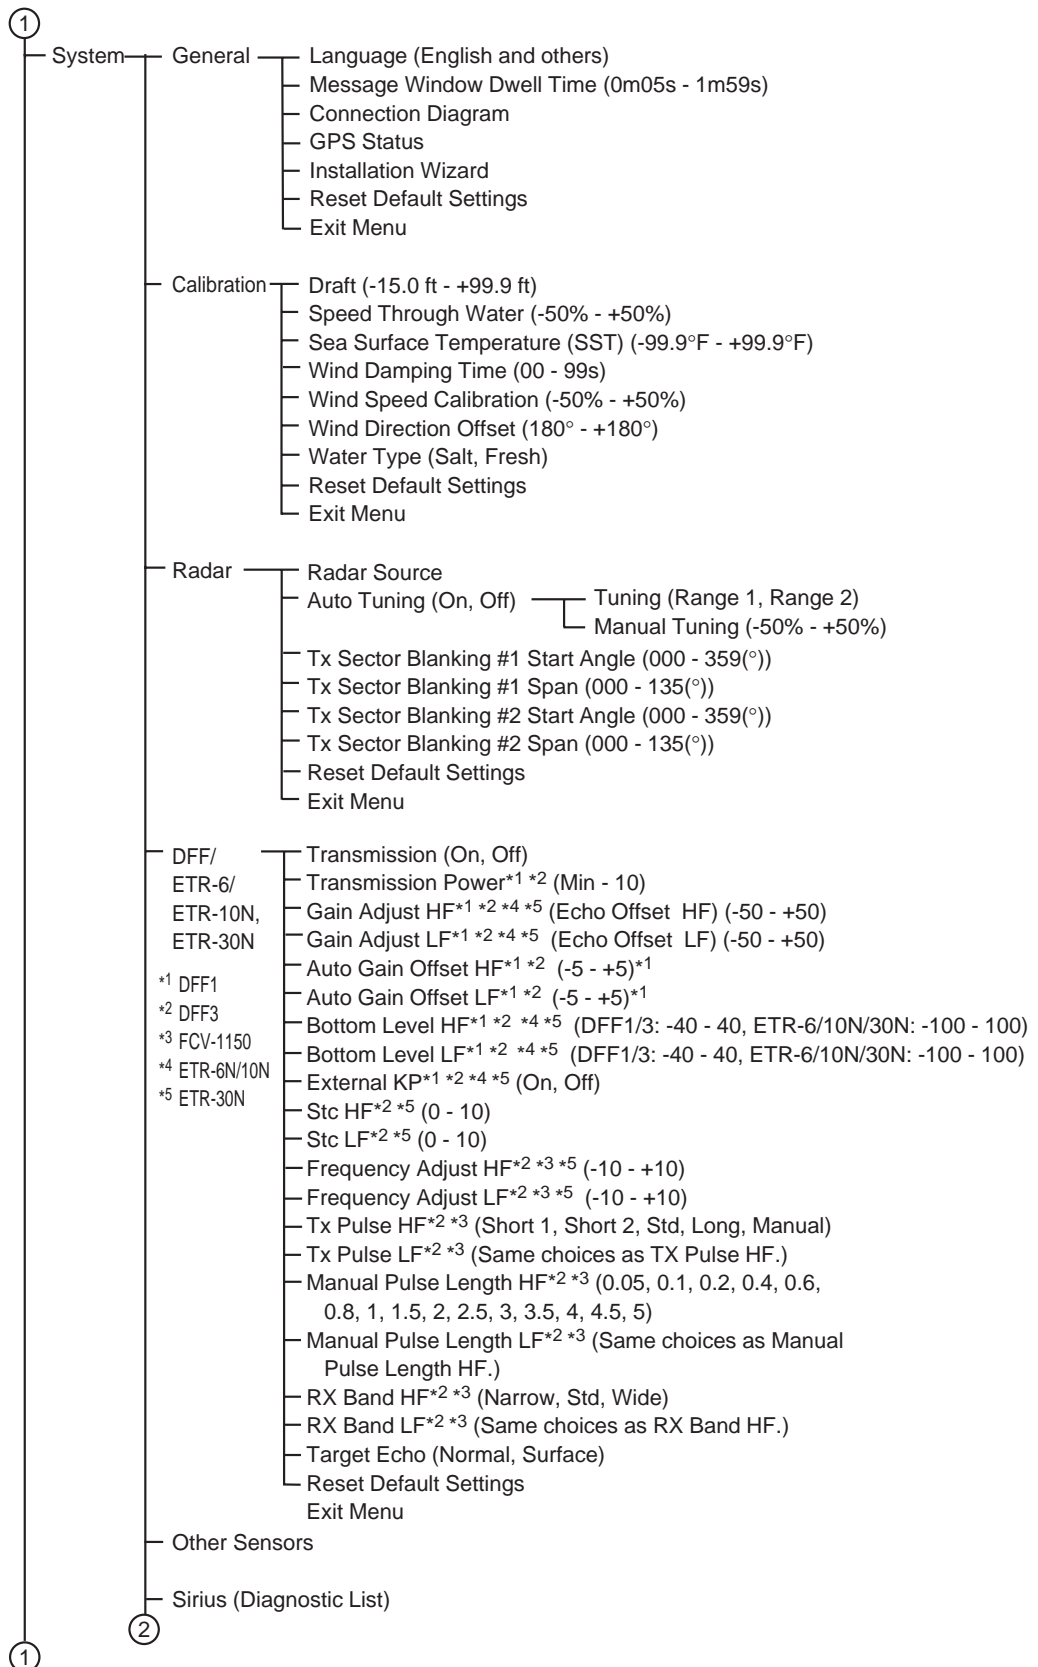 1
System
General
Language (English and others)
Message Window Dwell Time (0m05s - 1m59s)
Connection Diagram
GPS Status
Installation Wizard
Reset Default Settings
Exit Menu
Calibration
Draft (-15.0 ft - +99.9 ft)
Speed Through Water (-50% - +50%)
Sea Surface Temperature (SST) (-99.9°F - +99.9°F)
Wind Damping Time (00 - 99s)
Wind Speed Calibration (-50% - +50%)
Wind Direction Offset (180° - +180°)
Water Type (Salt, Fresh)
Reset Default Settings
Exit Menu
Radar
Radar Source
Auto Tuning (On, Off)
Tuning (Range 1, Range 2)
Manual Tuning (-50% - +50%)
Tx Sector Blanking #1 Start Angle (000 - 359(°))
Tx Sector Blanking #1 Span (000 - 135(°))
Tx Sector Blanking #2 Start Angle (000 - 359(°))
Tx Sector Blanking #2 Span (000 - 135(°))
Reset Default Settings
Exit Menu
DFF/
ETR-6/
ETR-10N,
ETR-30N
*1 DFF1
*2 DFF3
*3 FCV-1150
*4 ETR-6N/10N
*5 ETR-30N
Transmission (On, Off)
Transmission Power*1 *2 (Min - 10)
Gain Adjust HF*1 *2 *4 *5 (Echo Offset HF) (-50 - +50)
Gain Adjust LF*1 *2 *4 *5 (Echo Offset LF) (-50 - +50)
Auto Gain Offset HF*1 *2 (-5 - +5)*1
Auto Gain Offset LF*1 *2 (-5 - +5)*1
Bottom Level HF*1 *2 *4 *5 (DFF1/3: -40 - 40, ETR-6/10N/30N: -100 - 100)
Bottom Level LF*1 *2 *4 *5 (DFF1/3: -40 - 40, ETR-6/10N/30N: -100 - 100)
External KP*1 *2 *4 *5 (On, Off)
Stc HF*2 *5 (0 - 10)
Stc LF*2 *5 (0 - 10)
Frequency Adjust HF*2 *3 *5 (-10 - +10)
Frequency Adjust LF*2 *3 *5 (-10 - +10)
Tx Pulse HF*2 *3 (Short 1, Short 2, Std, Long, Manual)
Tx Pulse LF*2 *3 (Same choices as TX Pulse HF.)
Manual Pulse Length HF*2 *3 (0.05, 0.1, 0.2, 0.4, 0.6,
0.8, 1, 1.5, 2, 2.5, 3, 3.5, 4, 4.5, 5)
Manual Pulse Length LF*2 *3 (Same choices as Manual
Pulse Length HF.)
RX Band HF*2 *3 (Narrow, Std, Wide)
RX Band LF*2 *3 (Same choices as RX Band HF.)
Target Echo (Normal, Surface)
Reset Default Settings
Exit Menu
Other Sensors
Sirius (Diagnostic List)
2
1